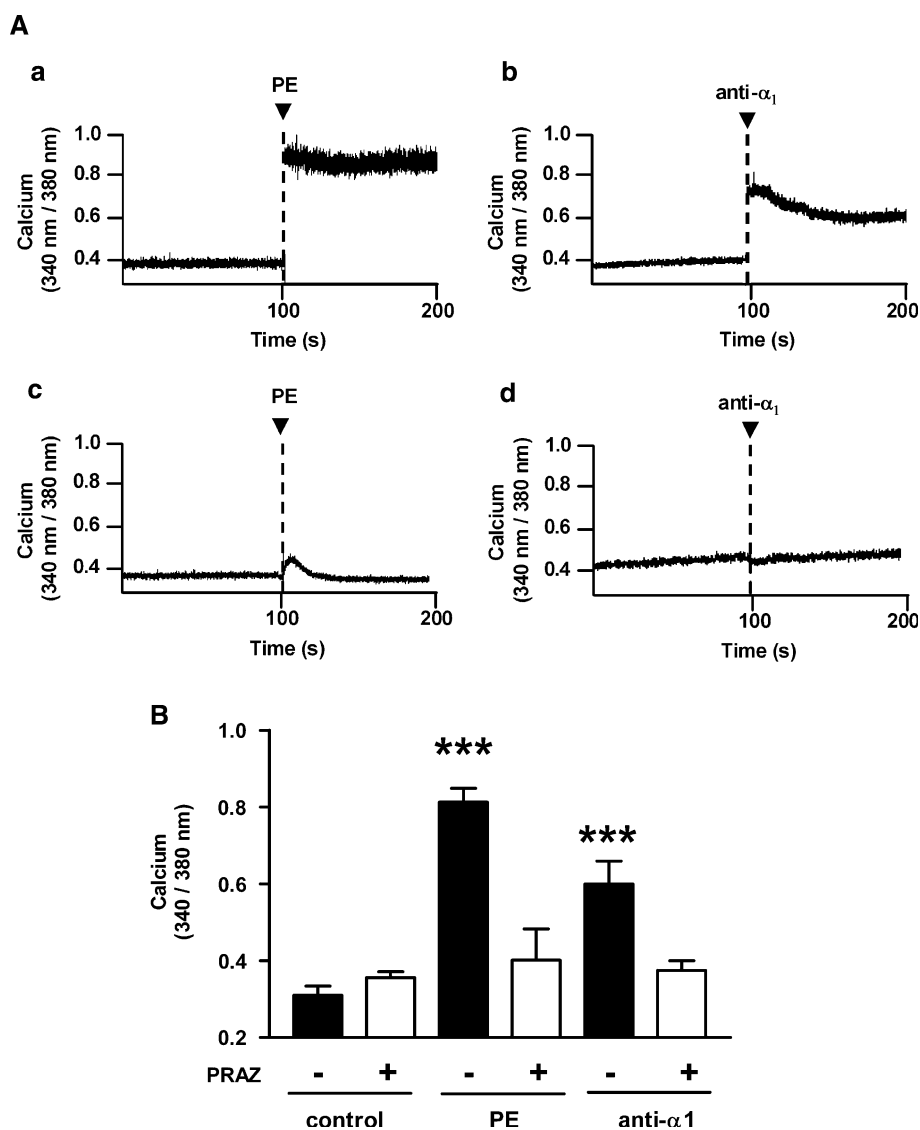 A
a
PE
Calcium
(340 nm / 380 nm)
1.0
0.8
0.6
0.4
100
200
Time (s)
b
anti-α1
Calcium
(340 nm / 380 nm)
1.0
0.8
0.6
0.4
100
200
Time (s)
c
PE
Calcium
(340 nm / 380 nm)
1.0
0.8
0.6
0.4
100
200
Time (s)
d
anti-α1
Calcium
(340 nm / 380 nm)
1.0
0.8
0.6
0.4
100
200
Time (s)
B
Calcium
(340 / 380 nm)
1.0
0.8
0.6
0.4
0.2
***
***
PRAZ - + - + - +
control PE anti-α1